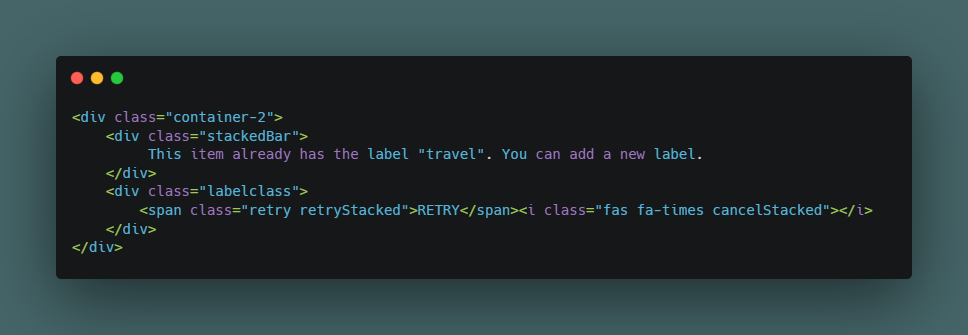 <div class="container-2">
    <div class="stackedBar">
         This item already has the label "travel". You can add a new label.
    </div>
    <div class="labelclass">
        <span class="retry retryStacked">RETRY</span><i class="fas fa-times cancelStacked"></i>
    </div>
</div>